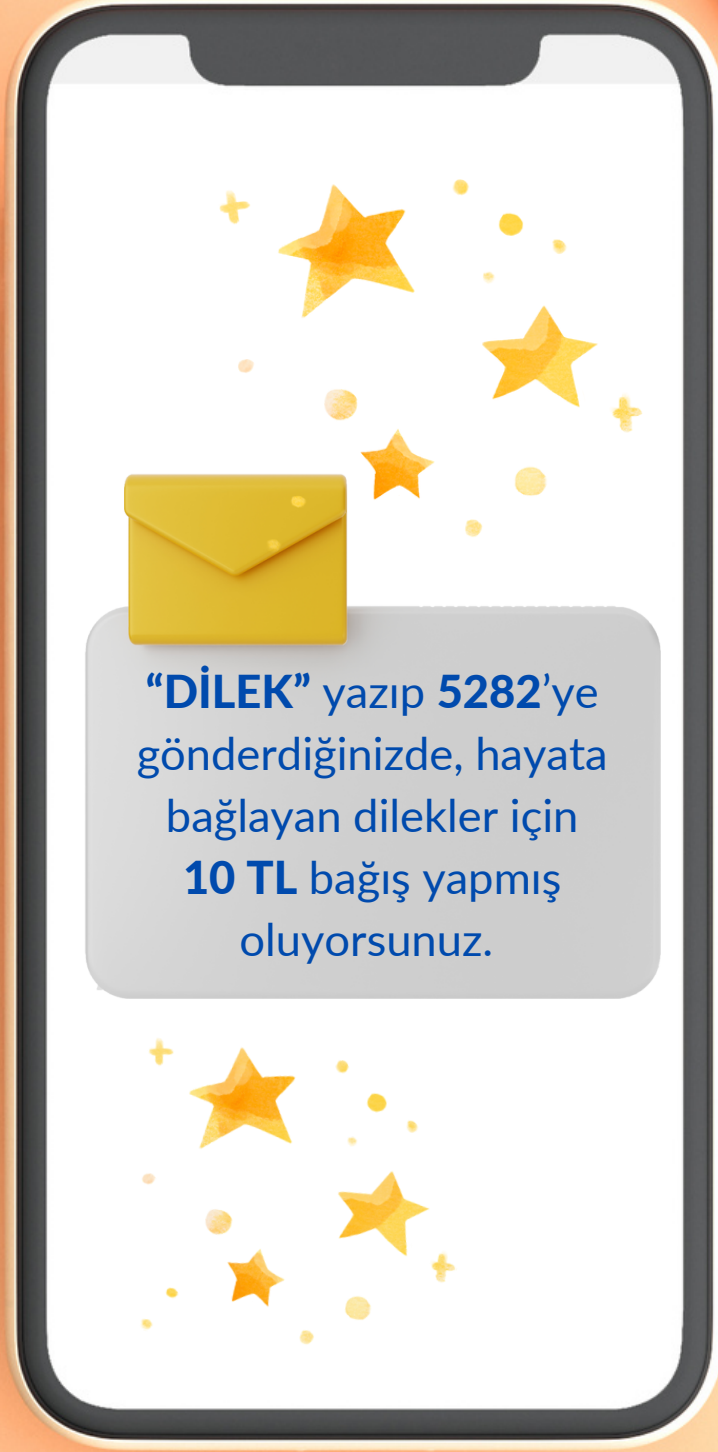 “DİLEK” yazıp 5282’ye
gönderdiğinizde, hayata
bağlayan dilekler için
10 TL bağış yapmış
oluyorsunuz.